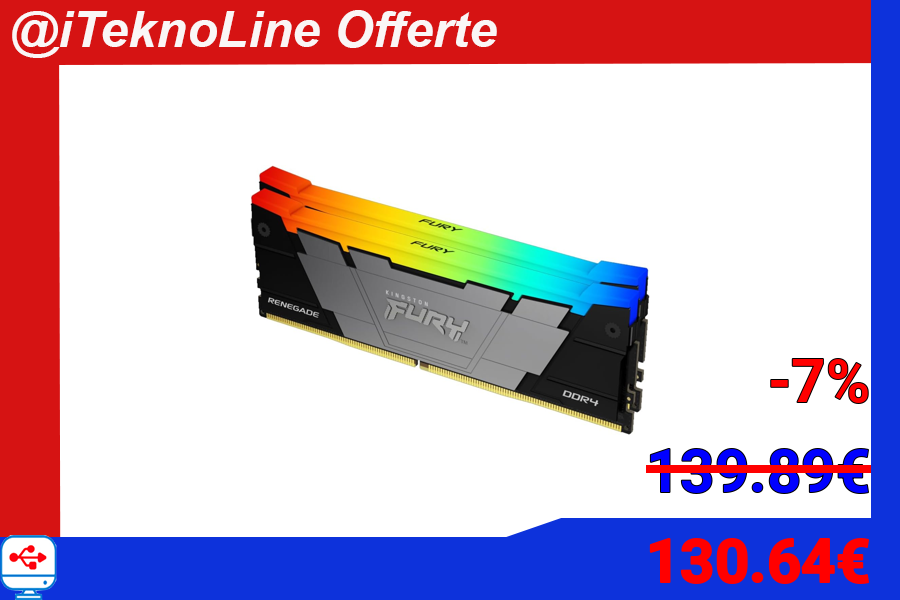 @iTeknoLine Offerte
FURY
FURY
KINGSTON
FURY
RENEGADE
DDR4
-7%
139.89€
130.64€